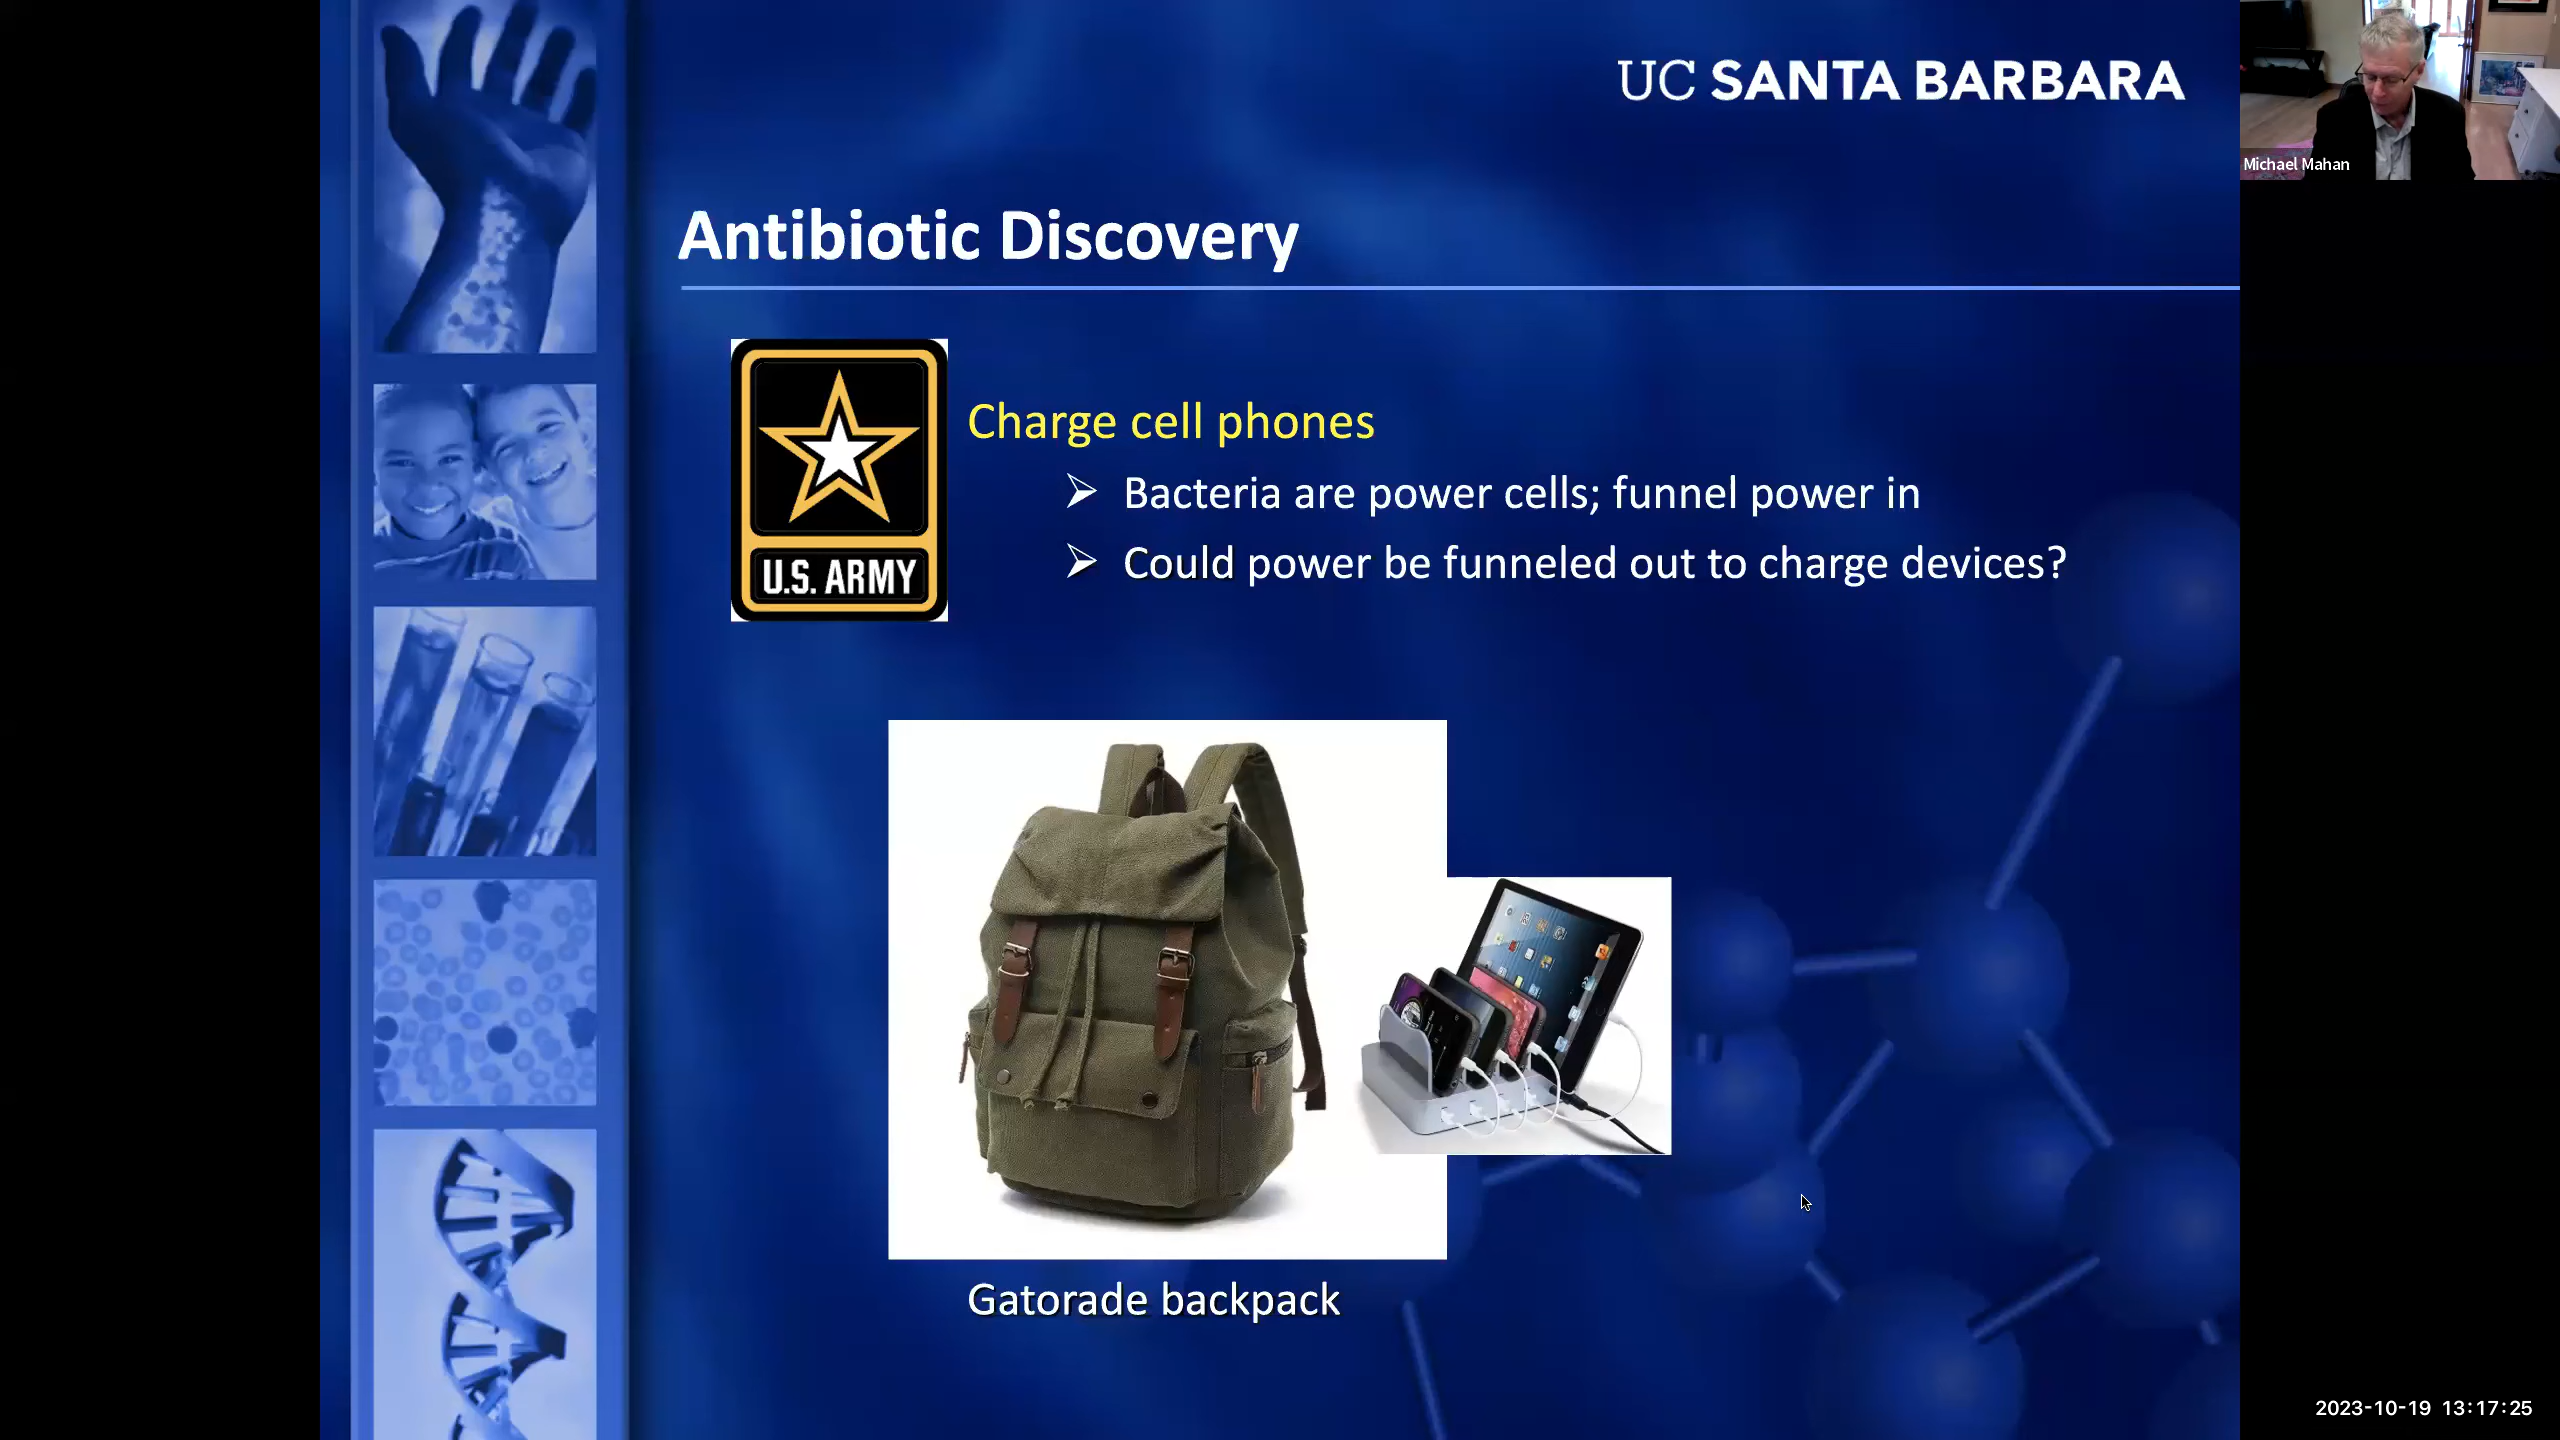 UC SANTA BARBARA
Michael Mahan
Antibiotic Discovery
U.S. ARMY
Charge cell phones
➢ Bacteria are power cells; funnel power in
➢ Could power be funneled out to charge devices?
Gatorade backpack
2023-10-19 13:17:25